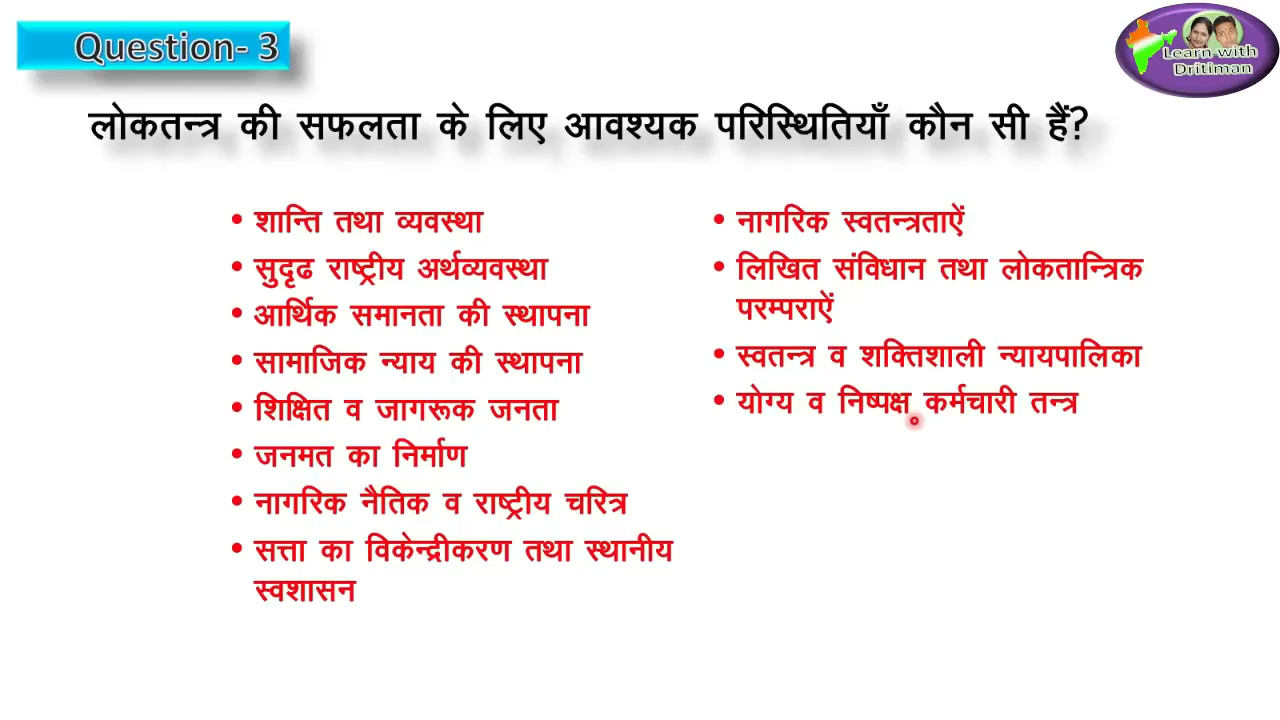 Question- 3
Learn with
Dritiman
लोकतन्त्र की सफलता के लिए आवश्यक परिस्थितियाँ कौन सी हैं?
• शान्ति तथा व्यवस्था
• सुदृढ राष्ट्रीय अर्थव्यवस्था
• आर्थिक समानता की स्थापना
• सामाजिक न्याय की स्थापना
• शिक्षित व जागरूक जनता
• जनमत का निर्माण
• नागरिक नैतिक व राष्ट्रीय चरित्र
• सत्ता का विकेन्द्रीकरण तथा स्थानीय
स्वशासन
• नागरिक स्वतन्त्रताऐं
• लिखित संविधान तथा लोकतान्त्रिक
परम्पराऐं
• स्वतन्त्र व शक्तिशाली न्यायपालिका
• योग्य व निष्पक्ष कर्मचारी तन्त्र